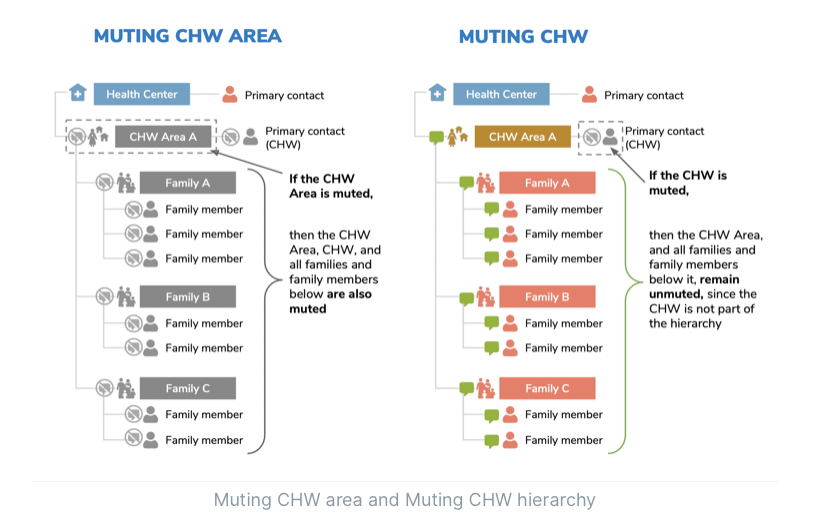 MUTING CHW AREA
Health Center
Primary contact
CHW Area A
Primary contact
(CHW)
If the CHW
Area is muted,
Family A
Family member
Family member
Family member
then the CHW
Area, CHW, and
all families and
family members
below are also
muted
Family B
Family member
Family member
Family C
Family member
Family member
MUTING CHW
Health Center
Primary contact
CHW Area A
Primary contact
(CHW)
If the CHW is
muted,
Family A
Family member
Family member
Family member
then the CHW Area,
and all families and
family members
below it, remain
unmuted, since the
CHW is not part of
the hierarchy
Family B
Family member
Family member
Family C
Family member
Family member
Muting CHW area and Muting CHW hierarchy